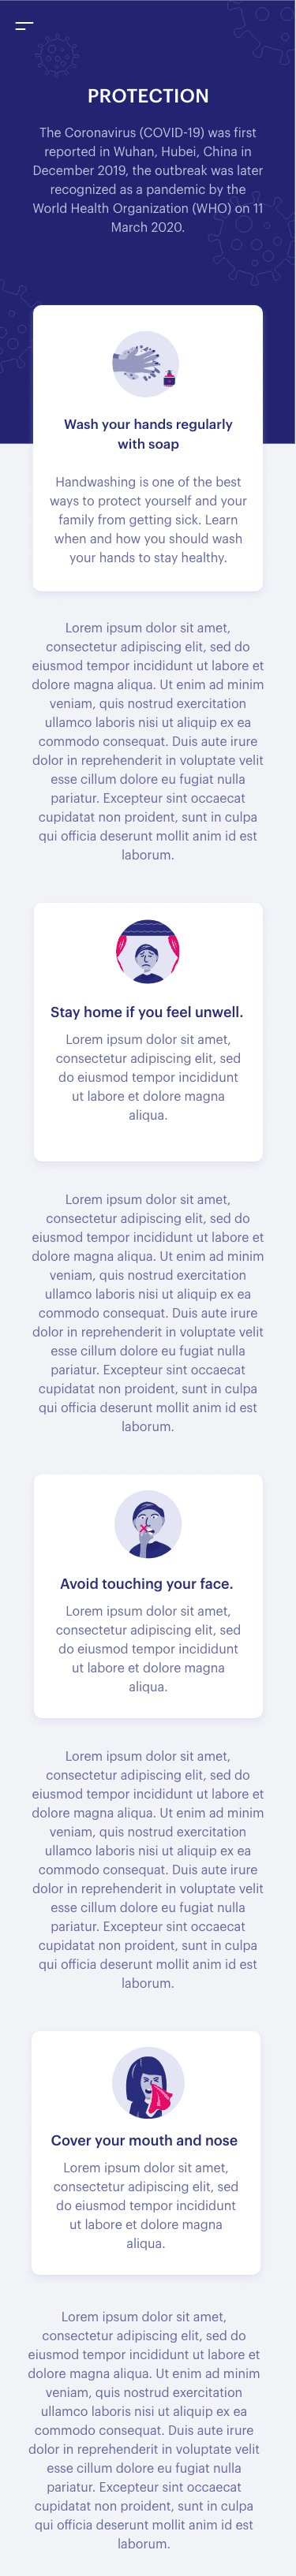 PROTECTION
The Coronavirus (COVID-19) was first
reported in Wuhan, Hubei, China in
December 2019, the outbreak was later
recognized as a pandemic by the
World Health Organization (WHO) on 11
March 2020.
Wash your hands regularly
with soap
Handwashing is one of the best
ways to protect yourself and your
family from getting sick. Learn
when and how you should wash
your hands to stay healthy.
Lorem ipsum dolor sit amet,
consectetur adipiscing elit, sed do
eiusmod tempor incididunt ut labore et
dolore magna aliqua. Ut enim ad minim
veniam, quis nostrud exercitation
ullamco laboris nisi ut aliquip ex ea
commodo consequat. Duis aute irure
dolor in reprehenderit in voluptate velit
esse cillum dolore eu fugiat nulla
pariatur. Excepteur sint occaecat
cupidatat non proident, sunt in culpa
qui officia deserunt mollit anim id est
laborum.
Stay home if you feel unwell.
Lorem ipsum dolor sit amet,
consectetur adipiscing elit, sed
do eiusmod tempor incididunt
ut labore et dolore magna
aliqua.
Lorem ipsum dolor sit amet,
consectetur adipiscing elit, sed do
eiusmod tempor incididunt ut labore et
dolore magna aliqua. Ut enim ad minim
veniam, quis nostrud exercitation
ullamco laboris nisi ut aliquip ex ea
commodo consequat. Duis aute irure
dolor in reprehenderit in voluptate velit
esse cillum dolore eu fugiat nulla
pariatur. Excepteur sint occaecat
cupidatat non proident, sunt in culpa
qui officia deserunt mollit anim id est
laborum.
Avoid touching your face.
Lorem ipsum dolor sit amet,
consectetur adipiscing elit, sed
do eiusmod tempor incididunt
ut labore et dolore magna
aliqua.
Lorem ipsum dolor sit amet,
consectetur adipiscing elit, sed do
eiusmod tempor incididunt ut labore et
dolore magna aliqua. Ut enim ad minim
veniam, quis nostrud exercitation
ullamco laboris nisi ut aliquip ex ea
commodo consequat. Duis aute irure
dolor in reprehenderit in voluptate velit
esse cillum dolore eu fugiat nulla
pariatur. Excepteur sint occaecat
cupidatat non proident, sunt in culpa
qui officia deserunt mollit anim id est
laborum.
Cover your mouth and nose
Lorem ipsum dolor sit amet,
consectetur adipiscing elit, sed
do eiusmod tempor incididunt
ut labore et dolore magna
aliqua.
Lorem ipsum dolor sit amet,
consectetur adipiscing elit, sed do
eiusmod tempor incididunt ut labore et
dolore magna aliqua. Ut enim ad minim
veniam, quis nostrud exercitation
ullamco laboris nisi ut aliquip ex ea
commodo consequat. Duis aute irure
dolor in reprehenderit in voluptate velit
esse cillum dolore eu fugiat nulla
pariatur. Excepteur sint occaecat
cupidatat non proident, sunt in culpa
qui officia deserunt mollit anim id est
laborum.